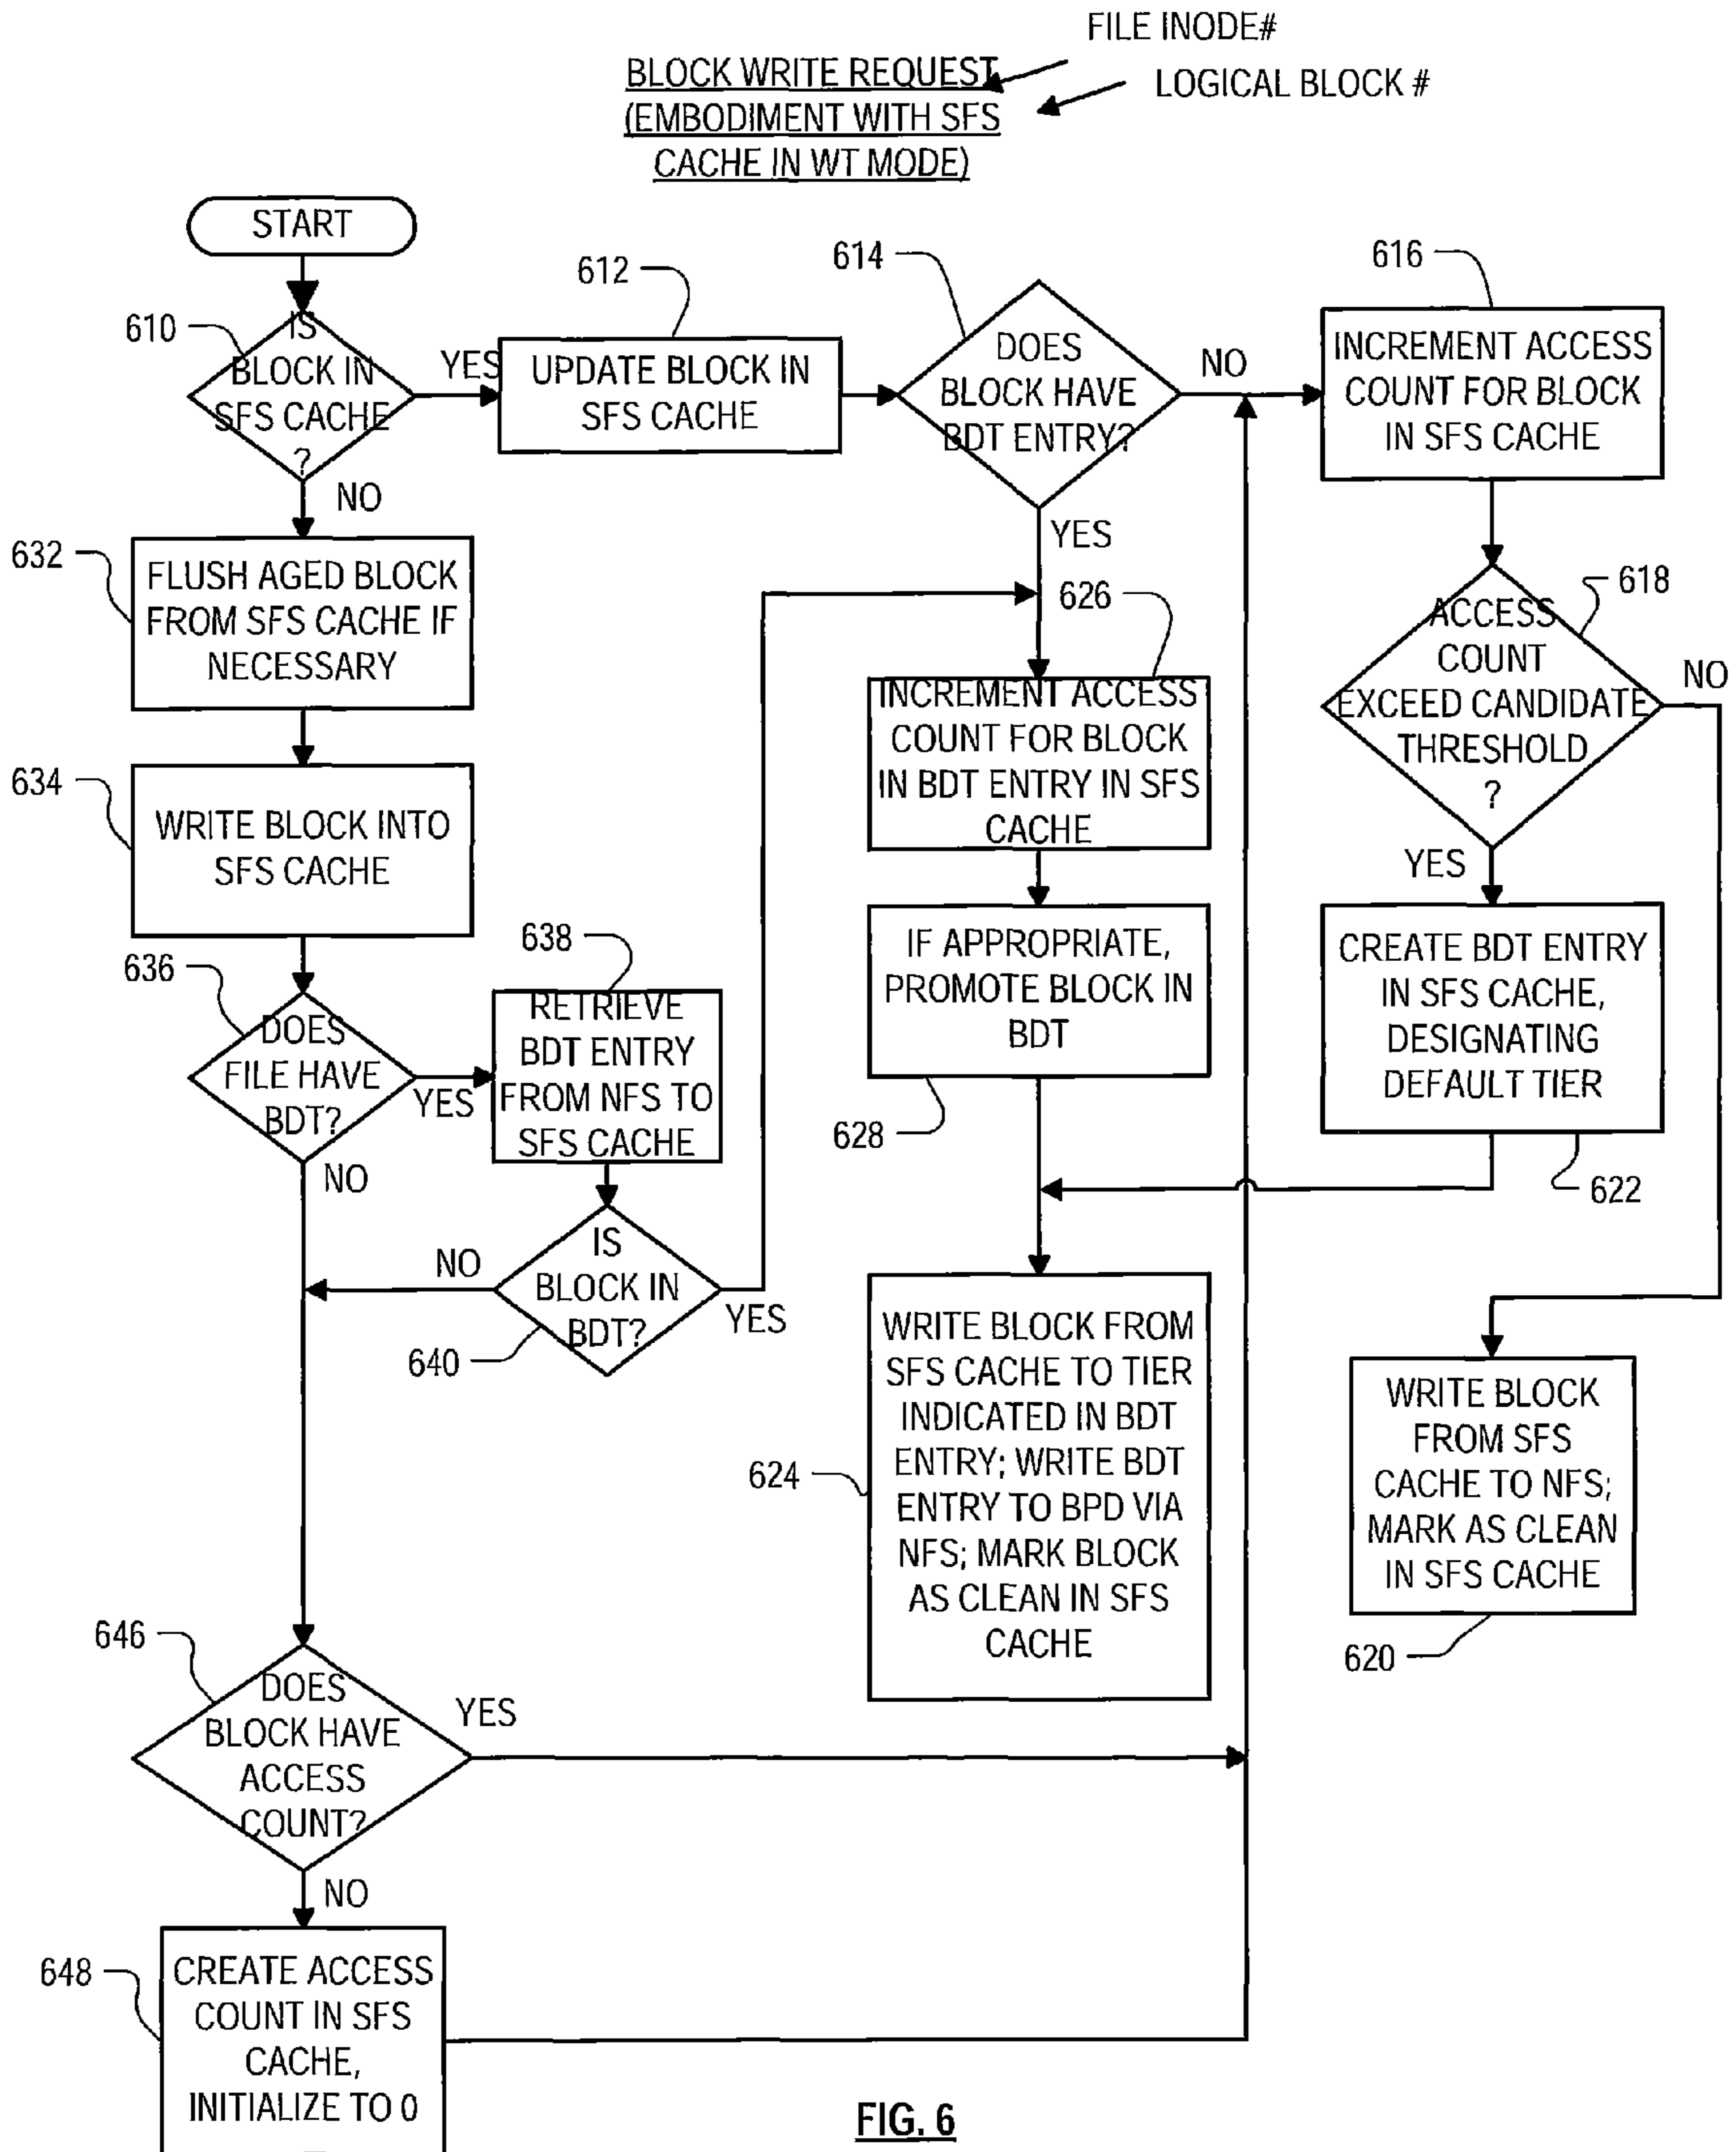 FILE INODE#
BLOCK WRITE REQUEST
LOGICAL BLOCK #
(EMBODIMENT WITH SFS
CACHE IN WT MODE)
START
610
IS
BLOCK IN
SFS CACHE
?
YES
NO
612
UPDATE BLOCK IN
SFS CACHE
614
DOES
BLOCK HAVE
BDT ENTRY?
NO
YES
616
INCREMENT ACCESS
COUNT FOR BLOCK
IN SFS CACHE
618
ACCESS
COUNT
EXCEED CANDIDATE
THRESHOLD
?
NO
YES
632
FLUSH AGED BLOCK
FROM SFS CACHE IF
NECESSARY
634
WRITE BLOCK INTO
SFS CACHE
626
INCREMENT ACCESS
COUNT FOR BLOCK
IN BDT ENTRY IN SFS
CACHE
IF APPROPRIATE,
PROMOTE BLOCK IN
BDT
628
CREATE BDT ENTRY
IN SFS CACHE,
DESIGNATING
DEFAULT TIER
622
636
DOES
FILE HAVE
BDT?
YES
NO
638
RETRIEVE
BDT ENTRY
FROM NFS TO
SFS CACHE
IS
BLOCK IN
BDT?
NO
YES
640
624
WRITE BLOCK FROM
SFS CACHE TO TIER
INDICATED IN BDT
ENTRY; WRITE BDT
ENTRY TO BPD VIA
NFS; MARK BLOCK
AS CLEAN IN SFS
CACHE
WRITE BLOCK
FROM SFS
CACHE TO NFS;
MARK AS CLEAN
IN SFS CACHE
620
646
DOES
BLOCK HAVE
ACCESS
COUNT?
YES
NO
648
CREATE ACCESS
COUNT IN SFS
CACHE,
INITIALIZE TO 0
FIG. 6